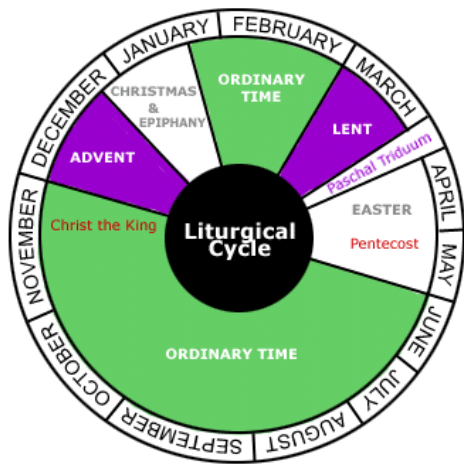 JANUARY
FEBRUARY
MARCH
APRIL
MAY
JUNE
JULY
AUGUST
SEPTEMBER
OCTOBER
NOVEMBER
DECEMBER
CHRISTMAS
&
EPIPHANY
ORDINARY
TIME
LENT
Paschal Triduum
EASTER
Pentecost
ORDINARY TIME
Christ the King
ADVENT
Liturgical
Cycle